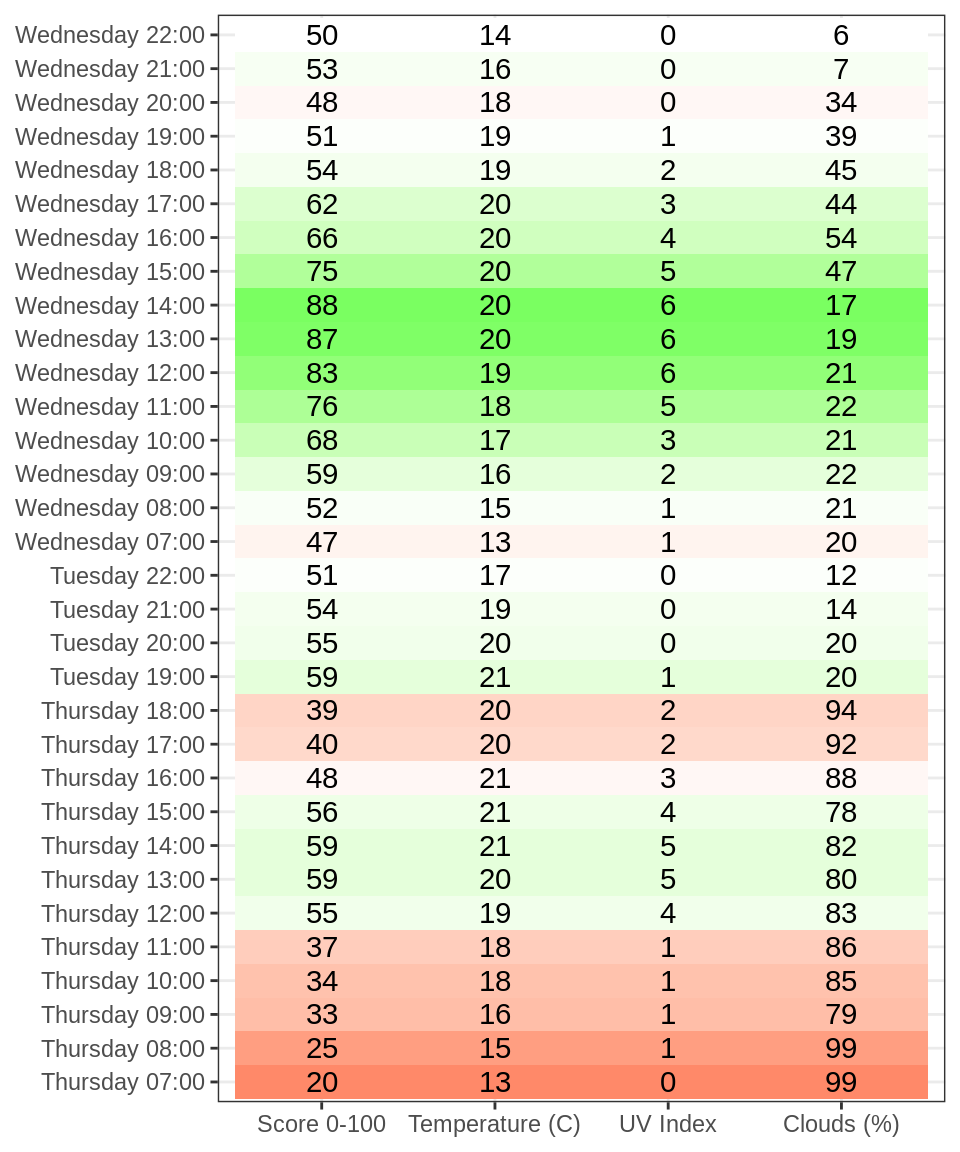 Wednesday 22:00 50 14 0 6
Wednesday 21:00 53 16 0 7
Wednesday 20:00 48 18 0 34
Wednesday 19:00 51 19 1 39
Wednesday 18:00 54 19 2 45
Wednesday 17:00 62 20 3 44
Wednesday 16:00 66 20 4 54
Wednesday 15:00 75 20 5 47
Wednesday 14:00 88 20 6 17
Wednesday 13:00 87 20 6 19
Wednesday 12:00 83 19 6 21
Wednesday 11:00 76 18 5 22
Wednesday 10:00 68 17 3 21
Wednesday 09:00 59 16 2 22
Wednesday 08:00 52 15 1 21
Wednesday 07:00 47 13 1 20
Tuesday 22:00 51 17 0 12
Tuesday 21:00 54 19 0 14
Tuesday 20:00 55 20 0 20
Tuesday 19:00 59 21 1 20
Thursday 18:00 39 20 2 94
Thursday 17:00 40 20 2 92
Thursday 16:00 48 21 3 88
Thursday 15:00 56 21 4 78
Thursday 14:00 59 21 5 82
Thursday 13:00 59 20 5 80
Thursday 12:00 55 19 4 83
Thursday 11:00 37 18 1 86
Thursday 10:00 34 18 1 85
Thursday 09:00 33 16 1 79
Thursday 08:00 25 15 1 99
Thursday 07:00 20 13 0 99
Score 0-100 Temperature (C) UV Index Clouds (%)